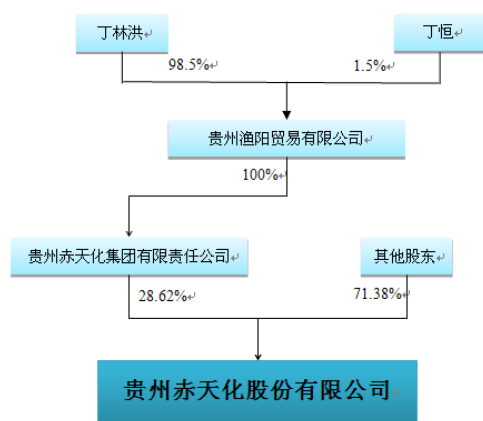 丁林洪
丁恒
98.5%
1.5%
贵州渔阳贸易有限公司
100%
贵州赤天化集团有限责任公司
其他股东
28.62%
71.38%
贵州赤天化股份有限公司